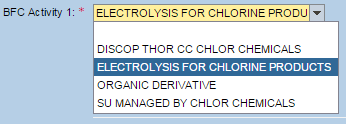 BFC Activity 1: * ELECTROLYSIS FOR CHLORINE PRODU
DISCOP THOR CC CHLOR CHEMICALS
ELECTROLYSIS FOR CHLORINE PRODUCTS
ORGANIC DERIVATIVE
SU MANAGED BY CHLOR CHEMICALS